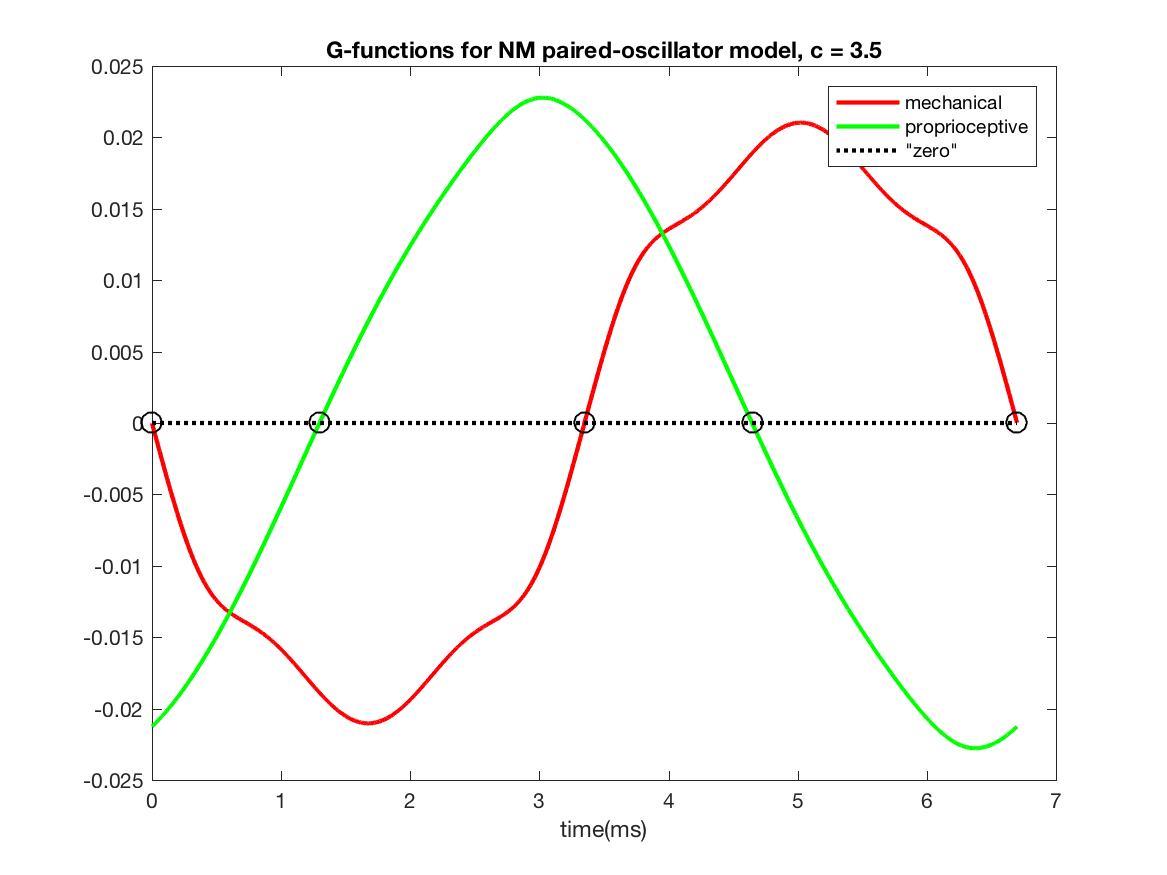 G-functions for NM paired-oscillator model, c = 3.5
0.025
0.02
0.015
0.01
0.005
0
-0.005
-0.01
-0.015
-0.02
-0.025
mechanical
proprioceptive
"zero"
0 1 2 3 4 5 6 7
time(ms)